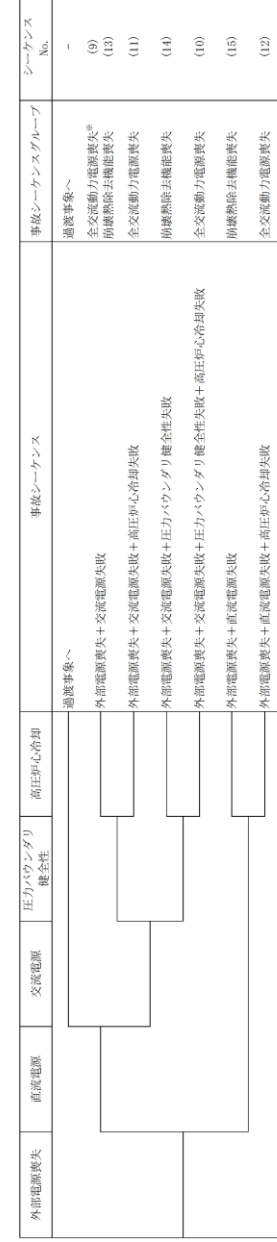 外部電源喪失
直流電源
交流電源
圧力バウンダリ
健全性
高圧炉心冷却
事故シーケンス
事故シーケンスグループ
シーケンス
No.
過渡事象へ
過渡事象へ
－
外部電源喪失＋交流電源失敗
全交流動力電源喪失※
崩壊熱除去機能喪失
(9)
(13)
外部電源喪失＋交流電源失敗＋高圧炉心冷却失敗
全交流動力電源喪失
(11)
外部電源喪失＋交流電源失敗＋圧力バウンダリ健全性失敗
崩壊熱除去機能喪失
(14)
外部電源喪失＋交流電源失敗＋圧力バウンダリ健全性失敗＋高圧炉心冷却失敗
全交流動力電源喪失
(10)
外部電源喪失＋直流電源失敗
崩壊熱除去機能喪失
(15)
外部電源喪失＋直流電源失敗＋高圧炉心冷却失敗
全交流動力電源喪失
(12)